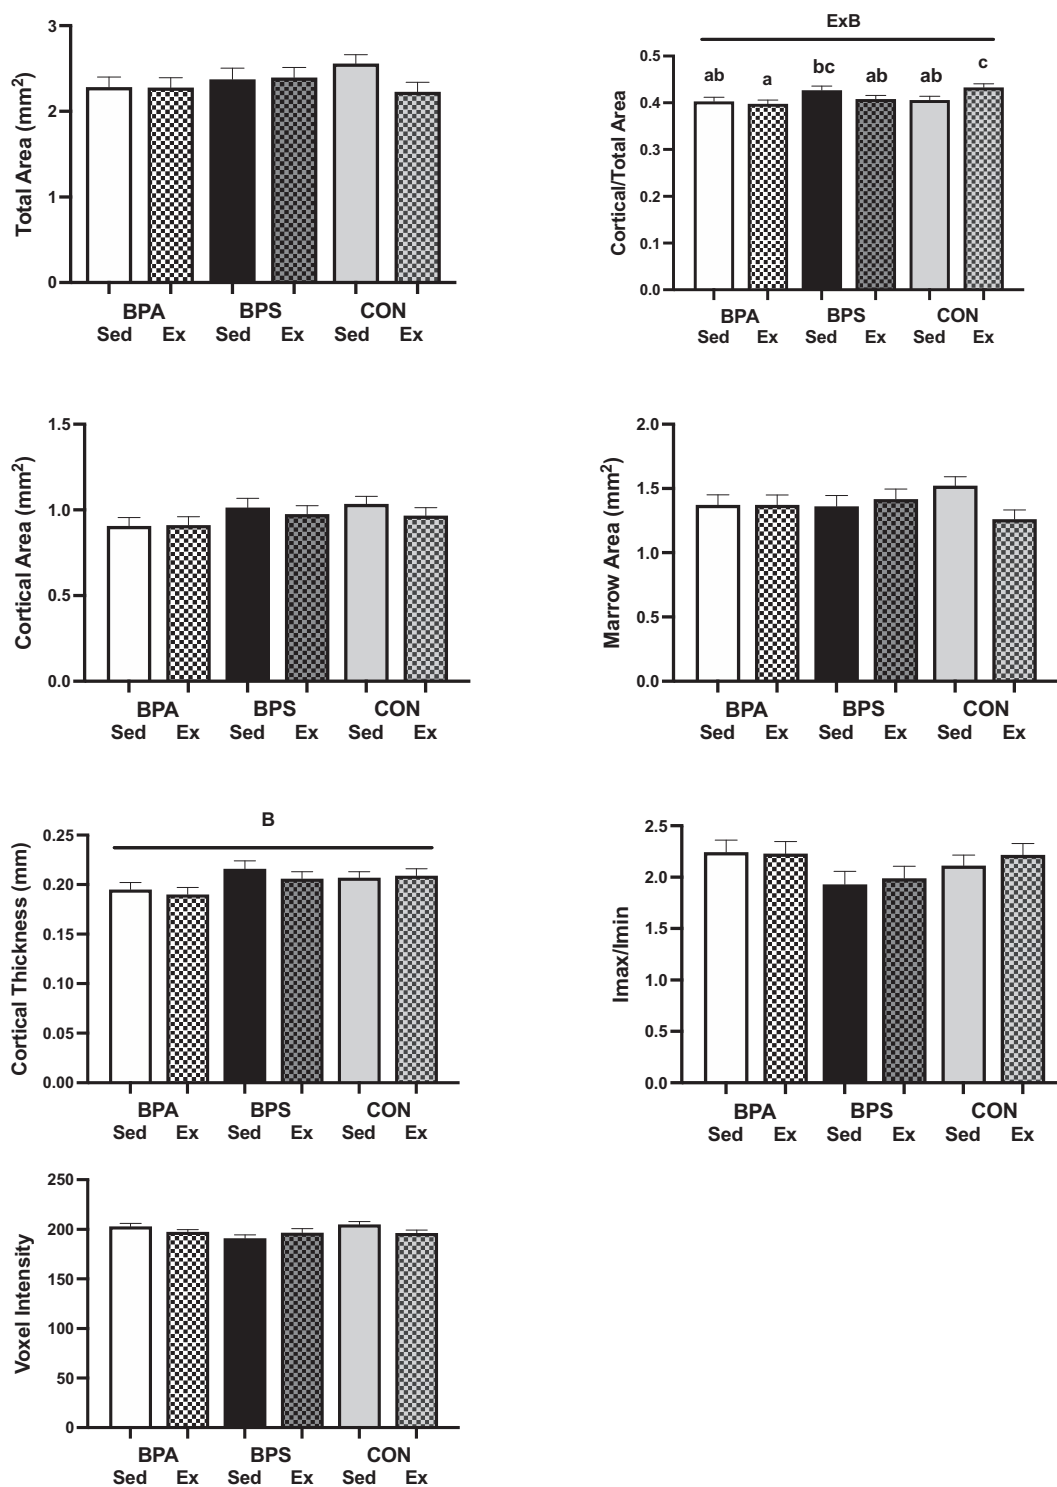 Total Area (mm²)
3
2
1
0
BPA BPS CON
Sed Ex Sed Ex Sed Ex
ExB
Cortical/Total Area
0.5
0.4
0.3
0.2
0.1
0.0
ab a bc ab ab c
BPA BPS CON
Sed Ex Sed Ex Sed Ex
Cortical Area (mm²)
1.5
1.0
0.5
0.0
BPA BPS CON
Sed Ex Sed Ex Sed Ex
Marrow Area (mm²)
2.0
1.5
1.0
0.5
0.0
BPA BPS CON
Sed Ex Sed Ex Sed Ex
B
Cortical Thickness (mm)
0.25
0.20
0.15
0.10
0.05
0.00
BPA BPS CON
Sed Ex Sed Ex Sed Ex
Imax/Imin
2.5
2.0
1.5
1.0
0.5
0.0
BPA BPS CON
Sed Ex Sed Ex Sed Ex
Voxel Intensity
250
200
150
100
50
0
BPA BPS CON
Sed Ex Sed Ex Sed Ex